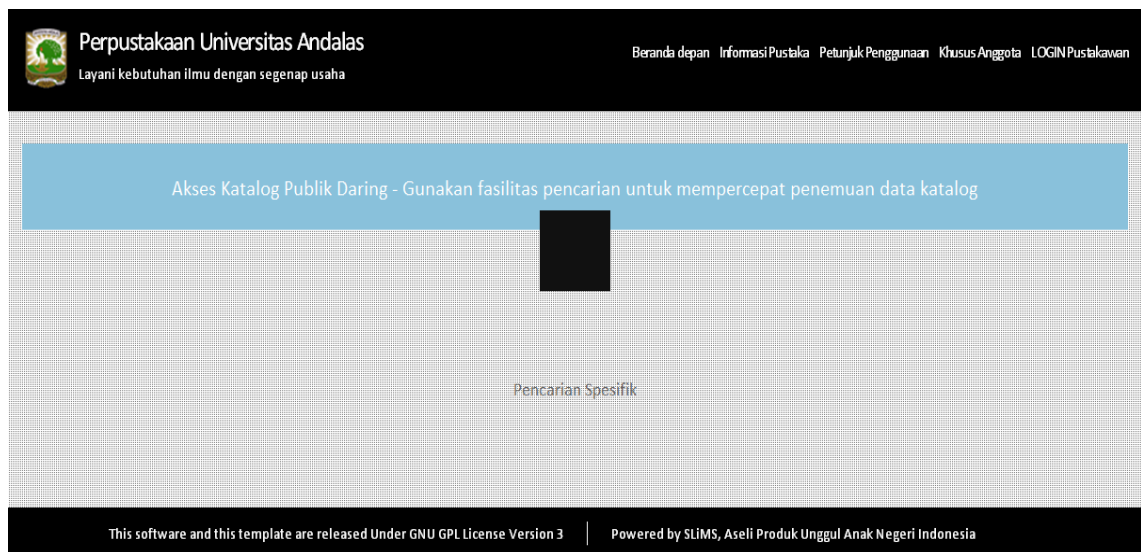 Perpustakaan Universitas Andalas
Layani kebutuhan ilmu dengan segenap usaha
Beranda depan Informasi Pustaka Petunjuk Penggunaan Khusus Anggota LOGIN Pustakawan
Akses Katalog Publik Daring - Gunakan fasilitas pencarian untuk mempercepat penemuan data katalog
Pencarian Spesifik
This software and this template are released Under GNU GPL License Version 3
Powered by SLiMS, Aseli Produk Unggul Anak Negeri Indonesia